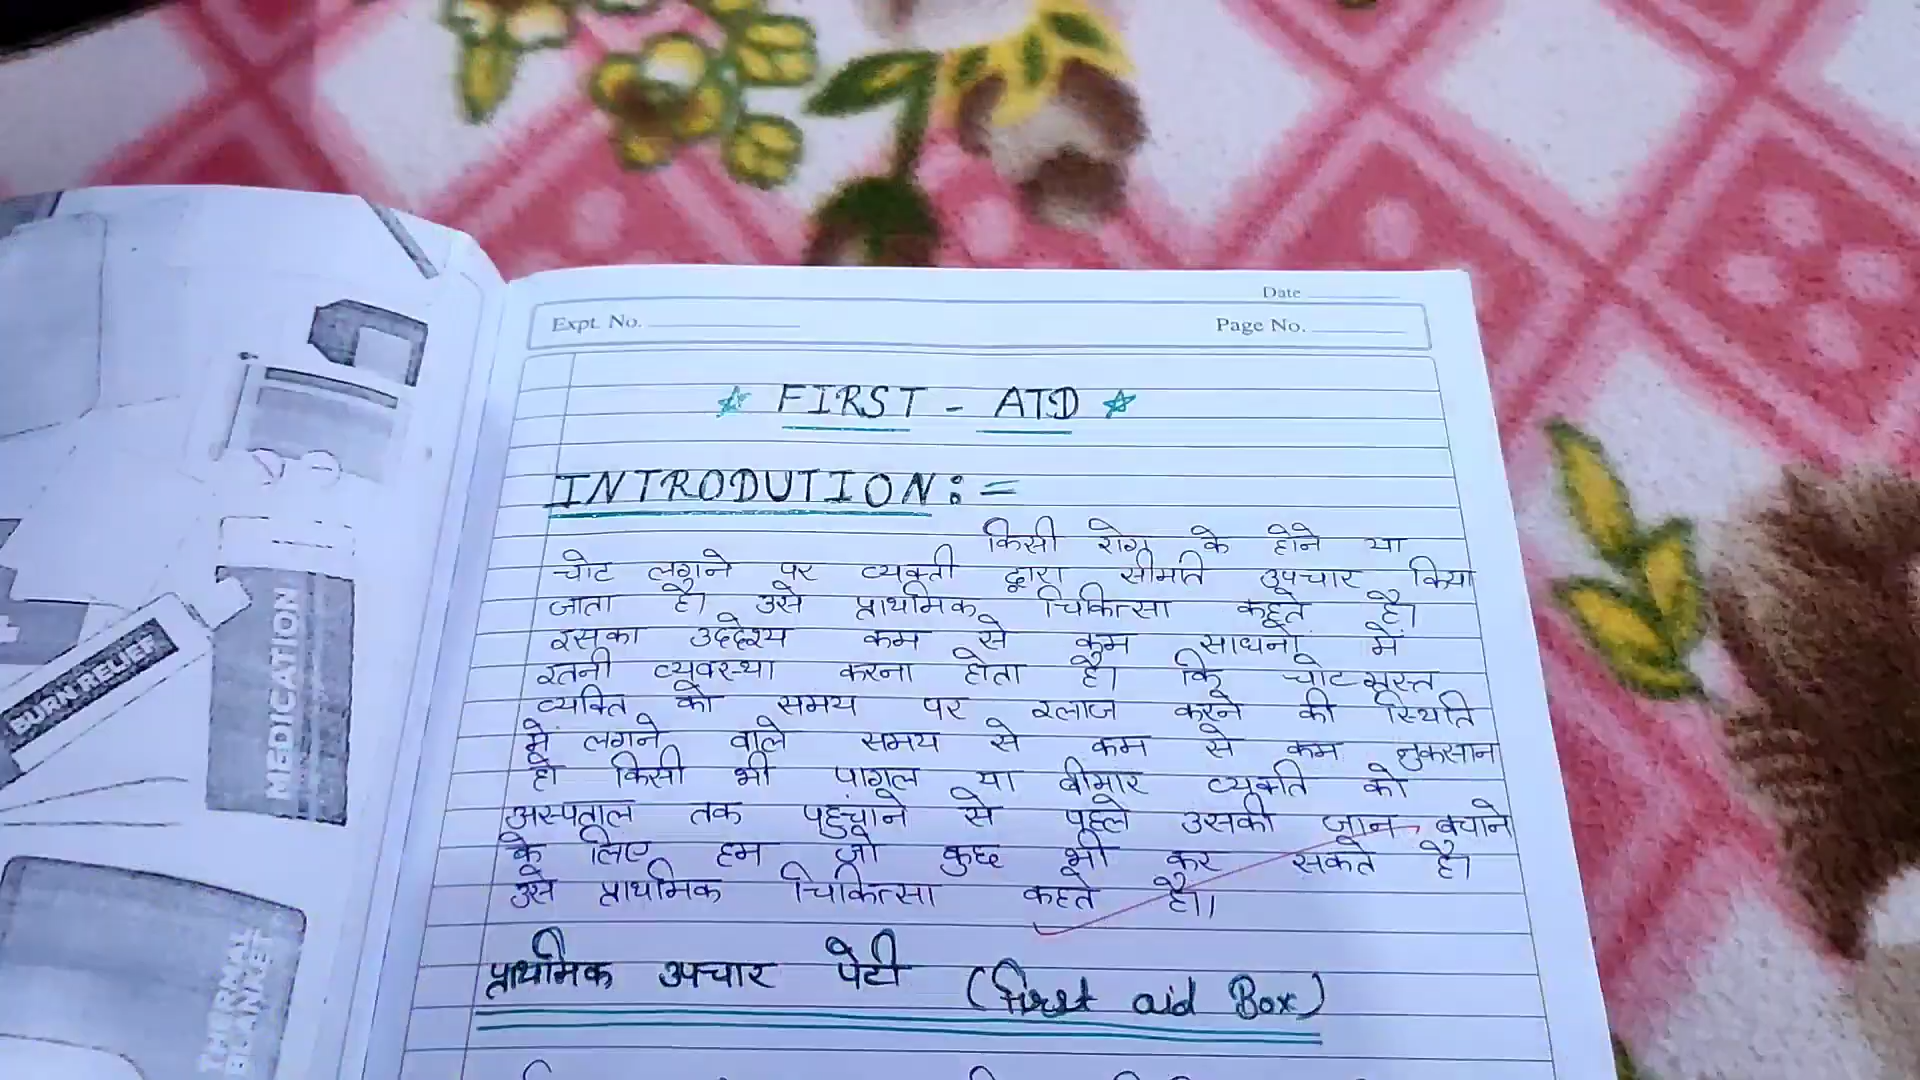 BURN RELIEF
MEDICATION
THERMAL
BLANKET
Date
Expt. No.
Page No.
FIRST - AID
INTRODUTION : =
किसी रोग के होने या
चोट लगने पर व्यक्ती द्वारा सीमति उपचार किया
जाता है। उसे प्राथमिक चिकित्सा कहते है।
इसका उददेश्य कम से कम साधनों में
इतनी व्यवस्था करना होता है। कि चोटग्रस्त
व्यक्ति को समय पर इलाज करने की स्थिति
में लगने वाले समय से कम से कम नुकसान
हो किसी भी पागल या बीमार व्यक्ति को
अस्पताल तक पहुंचाने से पहले उसकी जान बचाने
के लिए हम जो कुछ भी कर सकते है।
उसे प्राथमिक चिकित्सा कहते है।।
प्राथमिक उपचार पेटी (first aid Box)